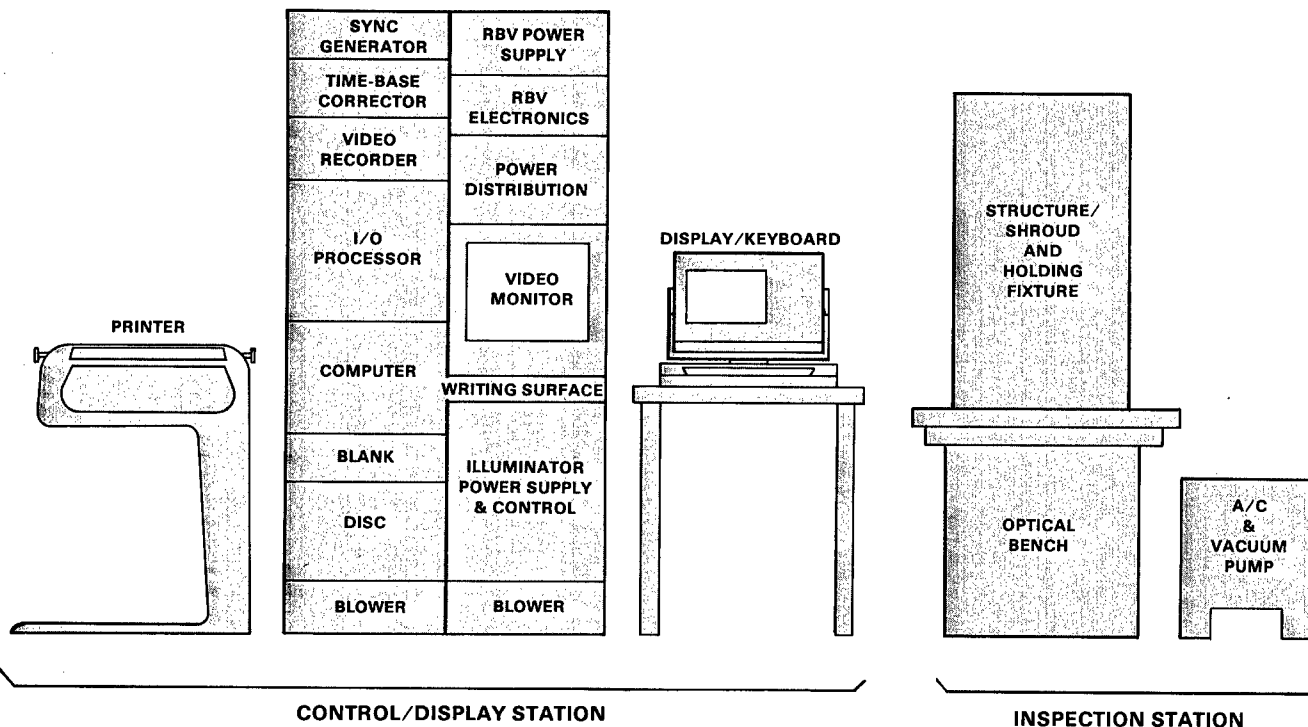 PRINTER
SYNC
GENERATOR
TIME-BASE
CORRECTOR
VIDEO
RECORDER
I/O
PROCESSOR
COMPUTER
BLANK
DISC
BLOWER
RBV POWER
SUPPLY
RBV
ELECTRONICS
POWER
DISTRIBUTION
VIDEO
MONITOR
WRITING SURFACE
ILLUMINATOR
POWER SUPPLY
& CONTROL
BLOWER
DISPLAY/KEYBOARD
STRUCTURE/
SHROUD
AND
HOLDING
FIXTURE
OPTICAL
BENCH
A/C
&
VACUUM
PUMP
CONTROL/DISPLAY STATION
INSPECTION STATION